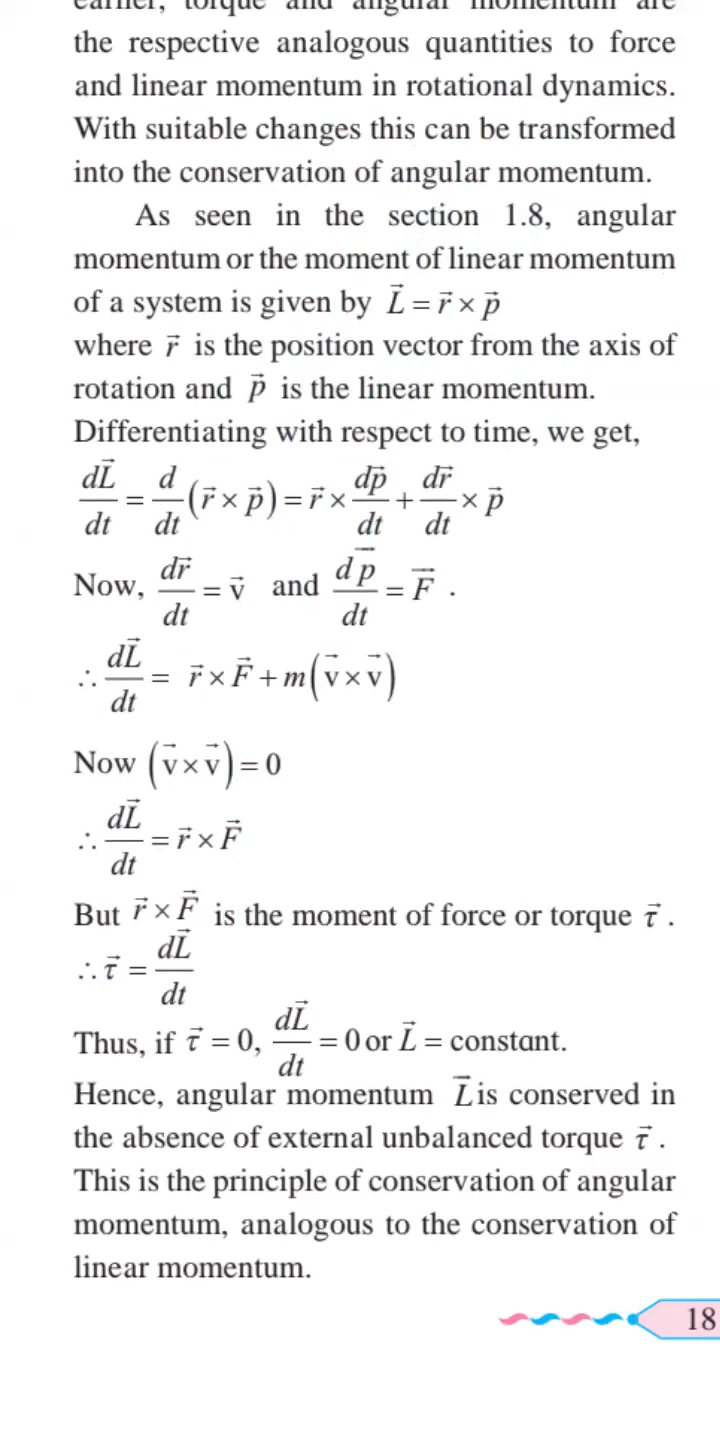 earlier, torque and angular momentum are
the respective analogous quantities to force
and linear momentum in rotational dynamics.
With suitable changes this can be transformed
into the conservation of angular momentum.
As seen in the section 1.8, angular
momentum or the moment of linear momentum
of a system is given by L⃗ = r⃗ × p⃗
where r⃗ is the position vector from the axis of
rotation and p⃗ is the linear momentum.
Differentiating with respect to time, we get,
dL⃗/dt = d/dt (r⃗ × p⃗) = r⃗ × dp⃗/dt + dr⃗/dt × p⃗
Now, dr⃗/dt = v⃗ and dp⃗/dt = F⃗ .
∴ dL⃗/dt = r⃗ × F⃗ + m(v⃗ × v⃗)
Now (v⃗ × v⃗) = 0
∴ dL⃗/dt = r⃗ × F⃗
But r⃗ × F⃗ is the moment of force or torque τ⃗ .
∴ τ⃗ = dL⃗/dt
Thus, if τ⃗ = 0, dL⃗/dt = 0 or L⃗ = constant.
Hence, angular momentum L⃗ is conserved in
the absence of external unbalanced torque τ⃗ .
This is the principle of conservation of angular
momentum, analogous to the conservation of
linear momentum.
18